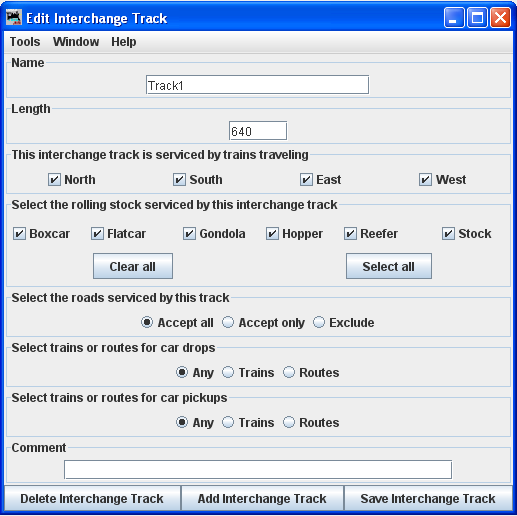 Edit Interchange Track
Tools Window Help
Name
Track1
Length
640
This interchange track is serviced by trains traveling
North South East West
Select the rolling stock serviced by this interchange track
Boxcar Flatcar Gondola Hopper Reefer Stock
Clear all Select all
Select the roads serviced by this track
Accept all Accept only Exclude
Select trains or routes for car drops
Any Trains Routes
Select trains or routes for car pickups
Any Trains Routes
Comment
Delete Interchange Track Add Interchange Track Save Interchange Track